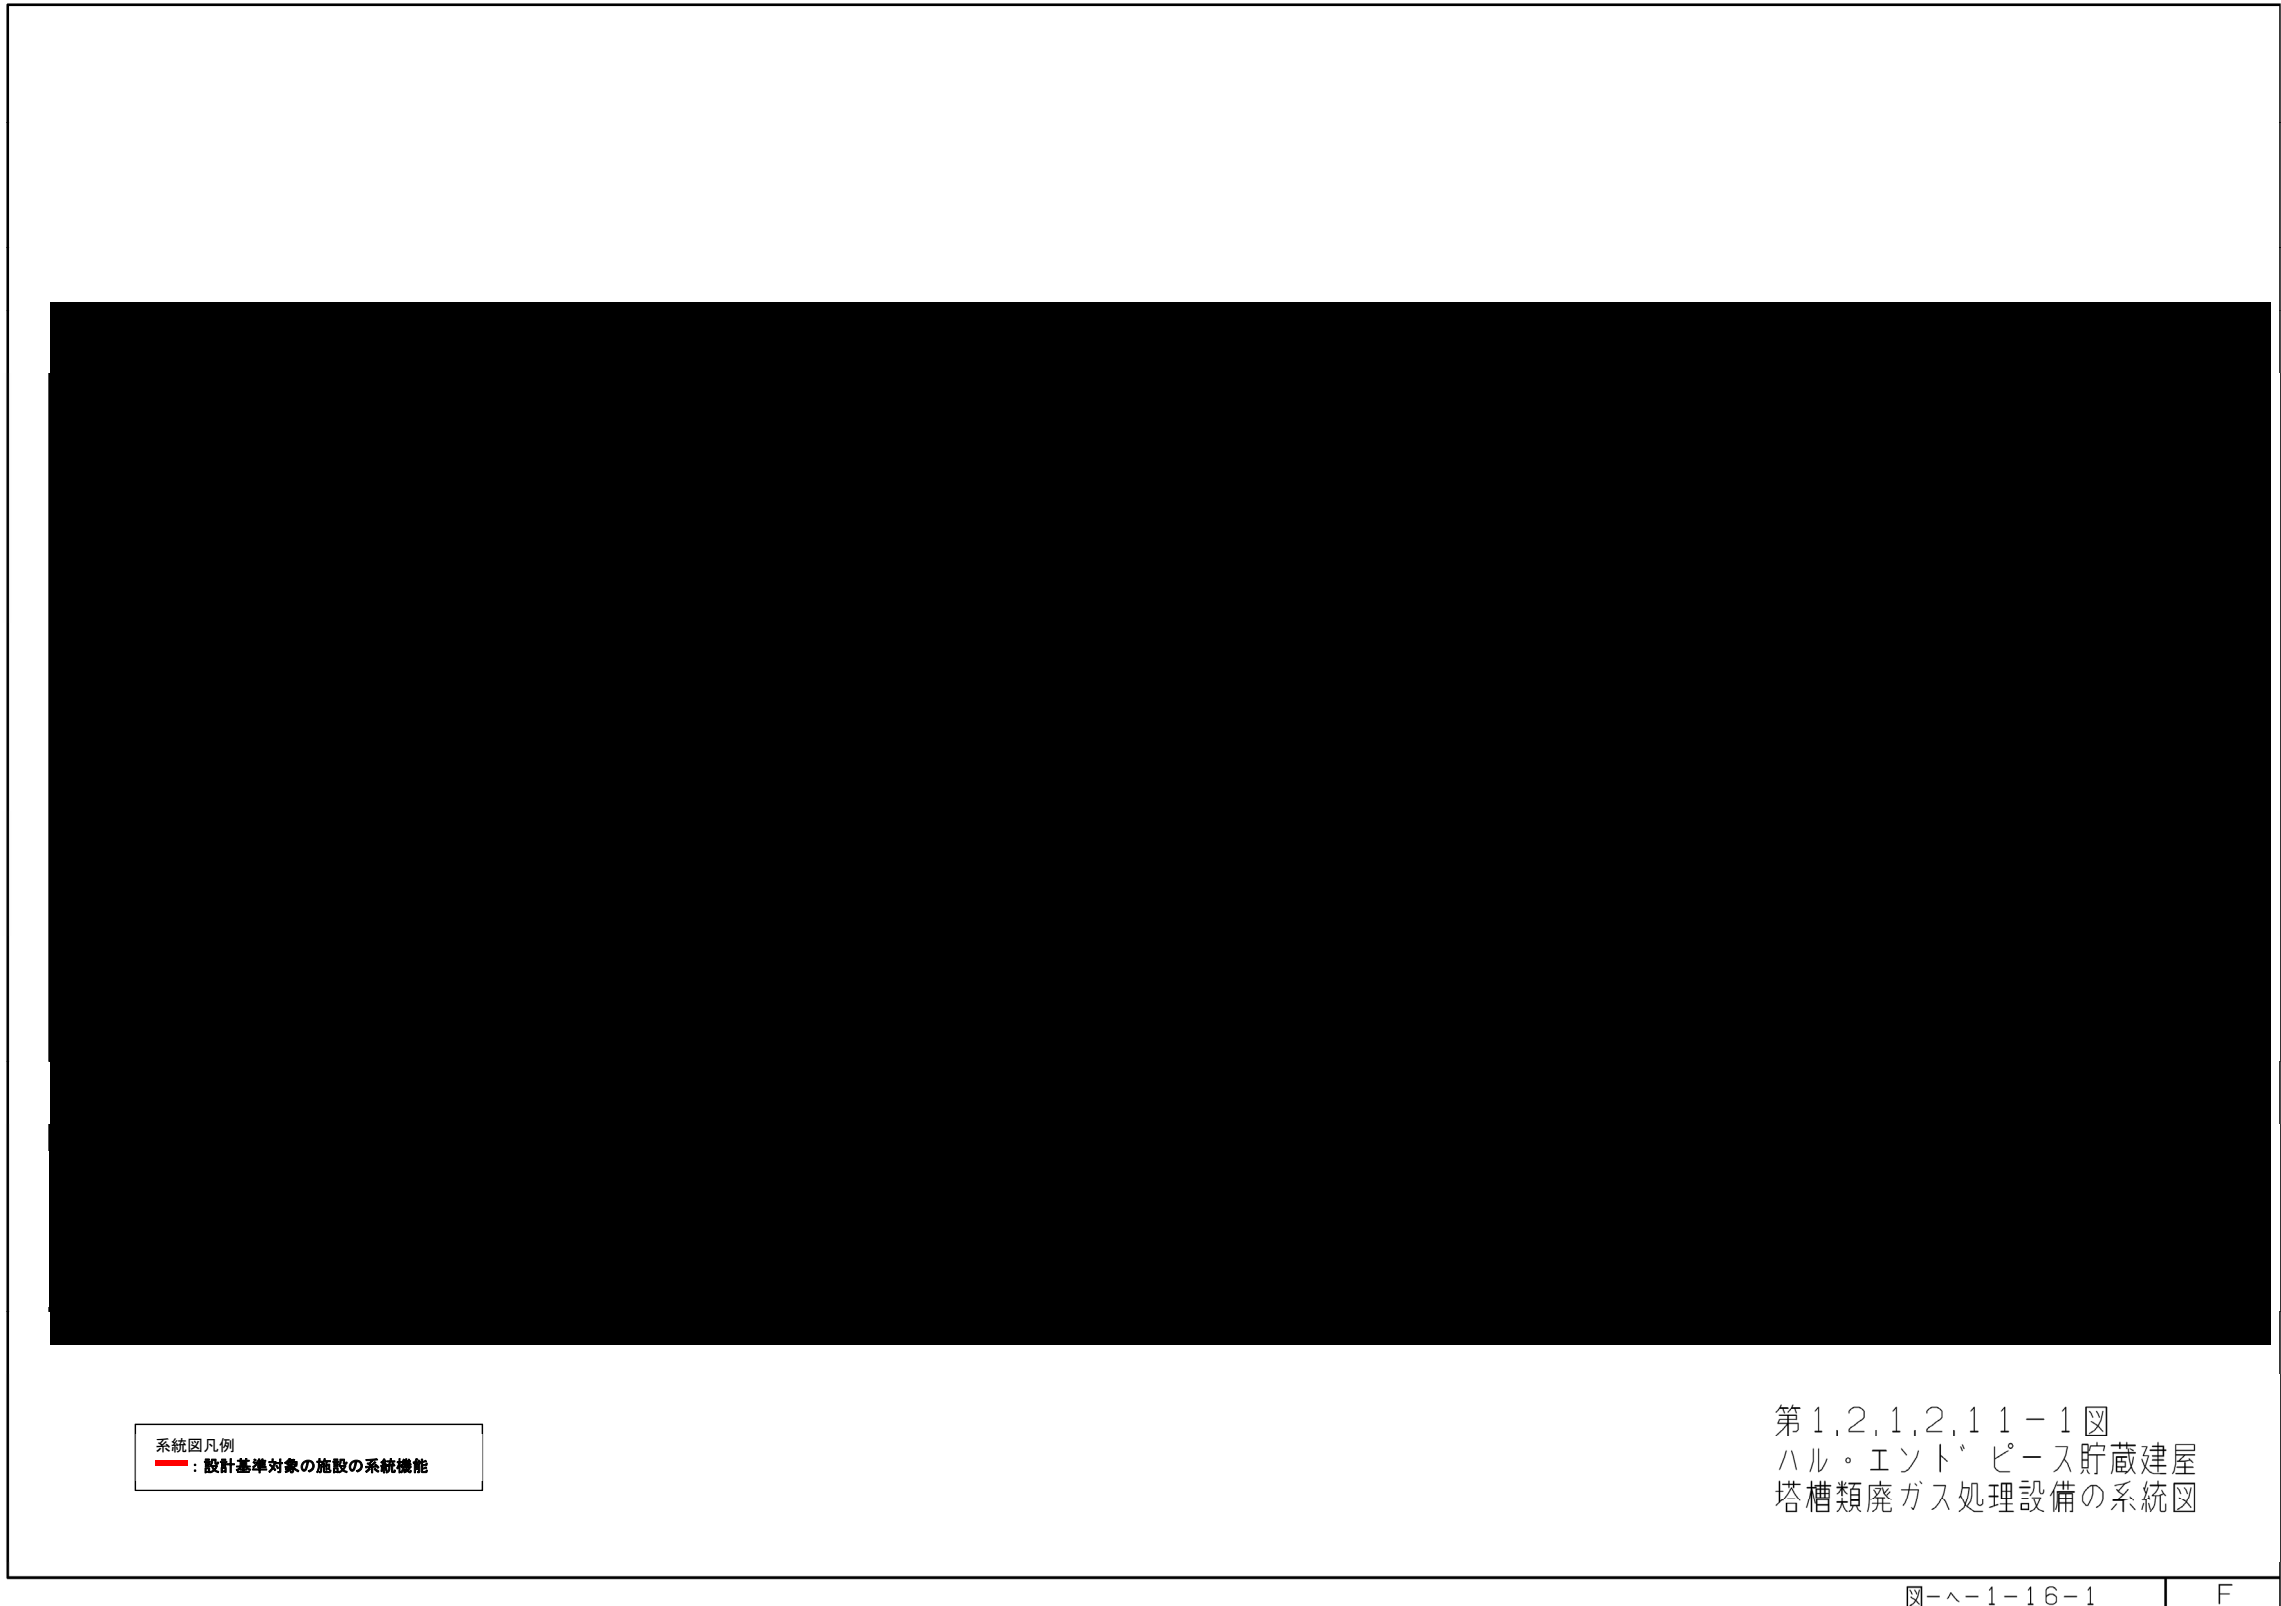 系統図凡例
：設計基準対象の施設の系統機能
第1.2.1.2.11－1図
ハル・エンドピース貯蔵建屋
塔槽類廃ガス処理設備の系統図
図－ヘ－1－16－1
F